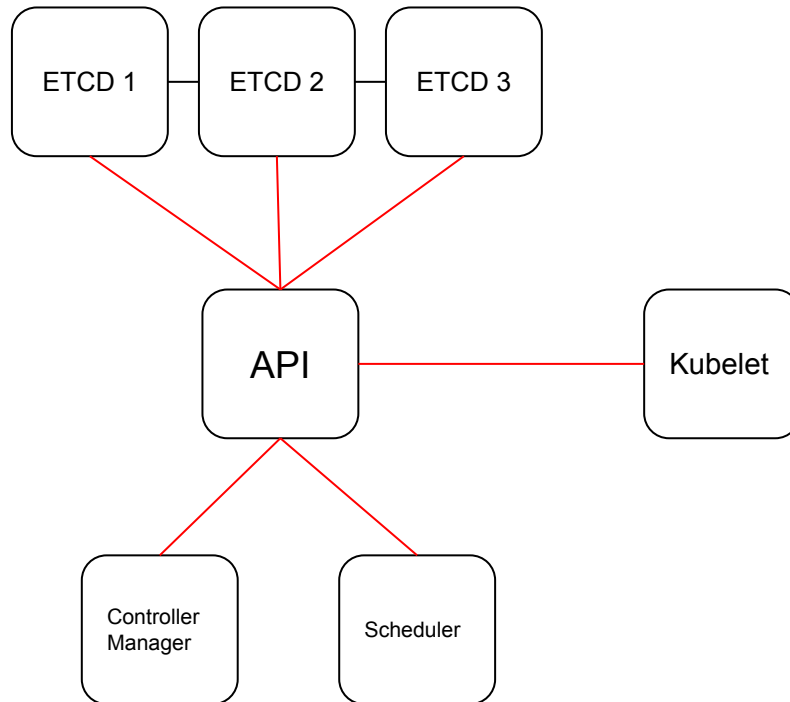 ETCD 1
ETCD 2
ETCD 3
API
Kubelet
Controller
Manager
Scheduler